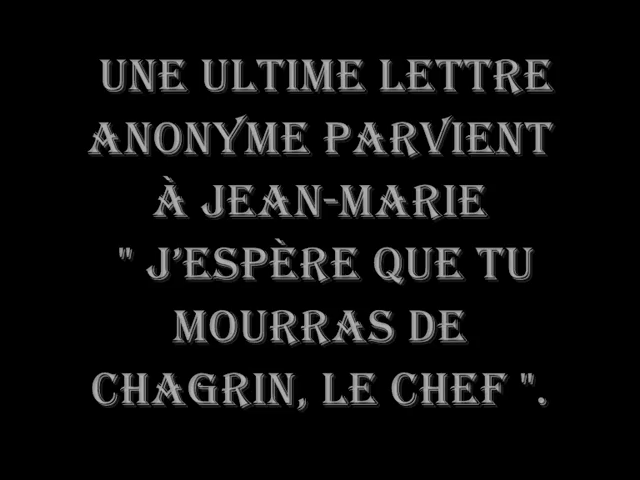 UNE ULTIME LETTRE
ANONYME PARVIENT
À JEAN-MARIE
" J’ESPÈRE QUE TU
MOURRAS DE
CHAGRIN, LE CHEF ".